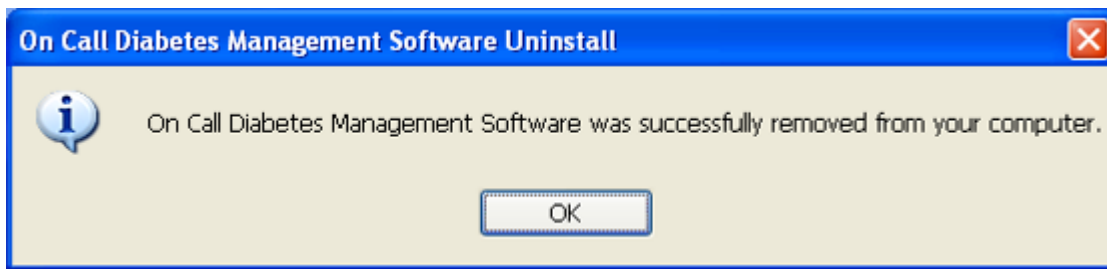 On Call Diabetes Management Software Uninstall
On Call Diabetes Management Software was successfully removed from your computer.
OK